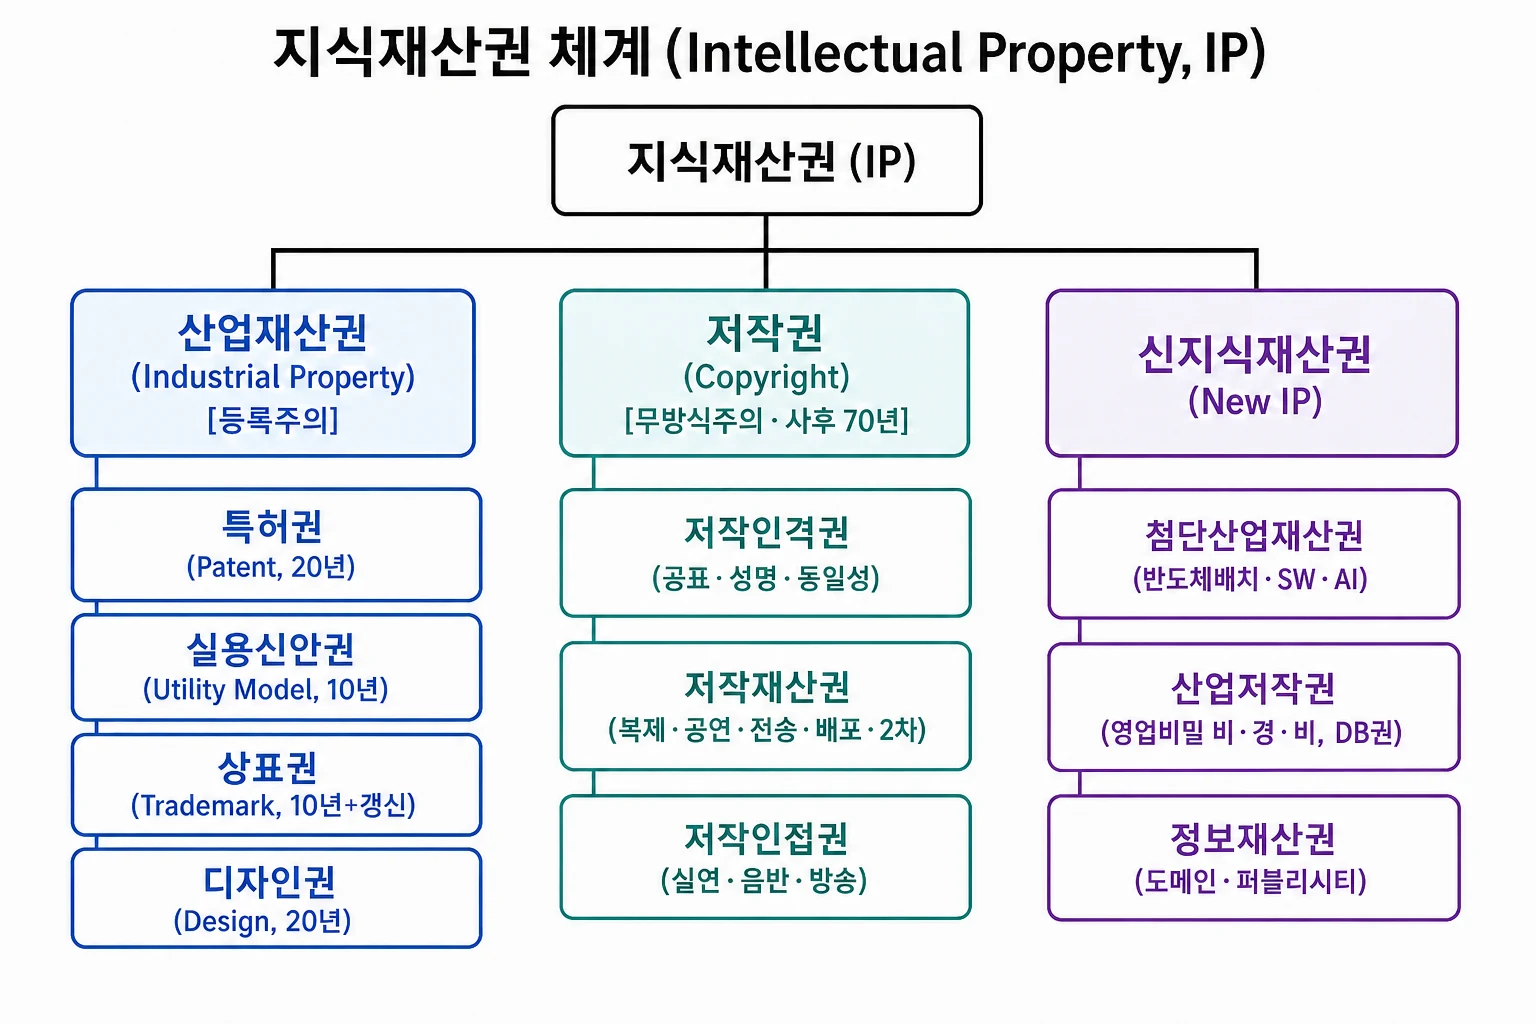 지식재산권 체계 (Intellectual Property, IP)
지식재산권 (IP)
산업재산권
(Industrial Property)
[등록주의]
특허권
(Patent, 20년)
실용신안권
(Utility Model, 10년)
상표권
(Trademark, 10년+갱신)
디자인권
(Design, 20년)
저작권
(Copyright)
[무방식주의 · 사후 70년]
저작인격권
(공표 · 성명 · 동일성)
저작재산권
(복제 · 공연 · 전송 · 배포 · 2차)
저작인접권
(실연 · 음반 · 방송)
신지식재산권
(New IP)
첨단산업재산권
(반도체배치 · SW · AI)
산업저작권
(영업비밀 비 · 경 · 비, DB권)
정보재산권
(도메인 · 퍼블리시티)